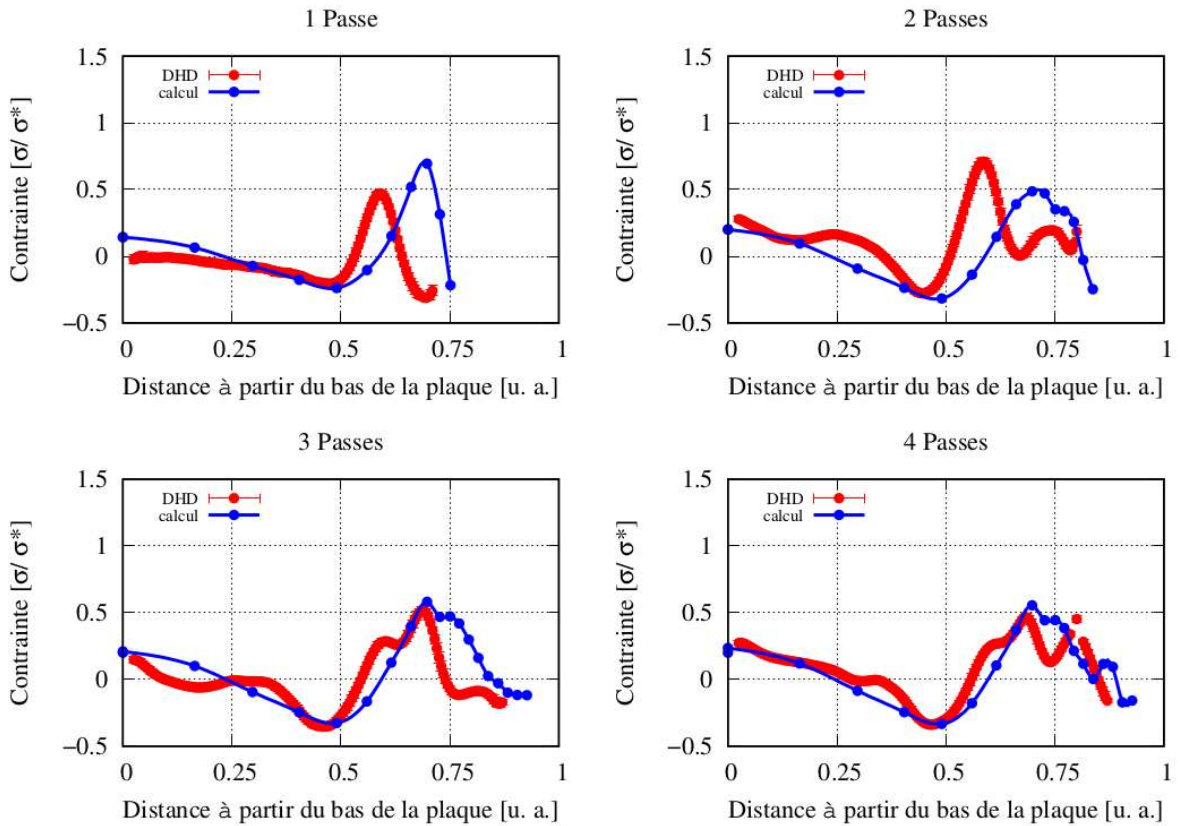 1 Passe
1.5
1
0.5
0
−0.5
Contrainte [σ/ σ*]
DHD
calcul
0 0.25 0.5 0.75 1
Distance à partir du bas de la plaque [u. a.]
2 Passes
1.5
1
0.5
0
−0.5
Contrainte [σ/ σ*]
DHD
calcul
0 0.25 0.5 0.75 1
Distance à partir du bas de la plaque [u. a.]
3 Passes
1.5
1
0.5
0
−0.5
Contrainte [σ/ σ*]
DHD
calcul
0 0.25 0.5 0.75 1
Distance à partir du bas de la plaque [u. a.]
4 Passes
1.5
1
0.5
0
−0.5
Contrainte [σ/ σ*]
DHD
calcul
0 0.25 0.5 0.75 1
Distance à partir du bas de la plaque [u. a.]